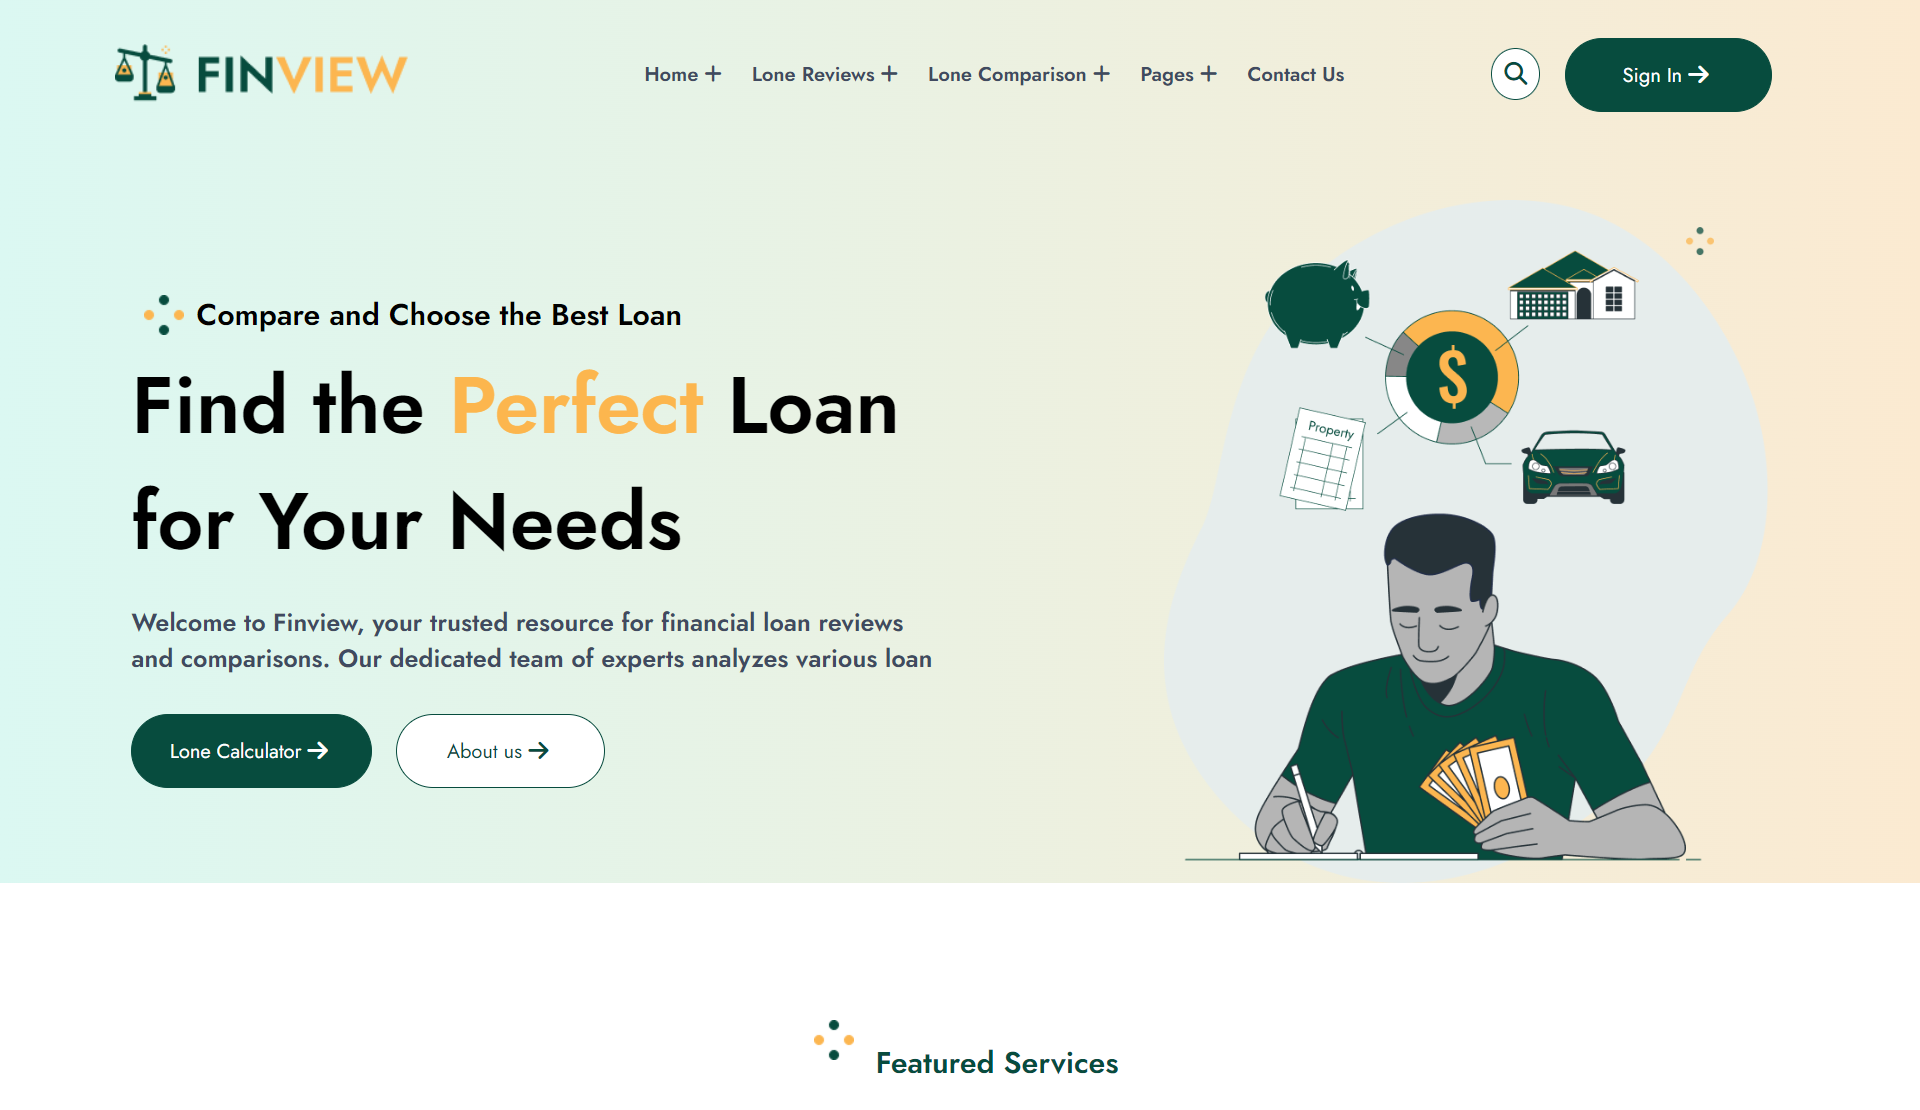 FINVIEW
Home
Lone Reviews
Lone Comparison
Pages
Contact Us
Sign In
Compare and Choose the Best Loan
Find the Perfect Loan
for Your Needs
Welcome to Finview, your trusted resource for financial loan reviews
and comparisons. Our dedicated team of experts analyzes various loan
Lone Calculator
About us
$
Property
Featured Services